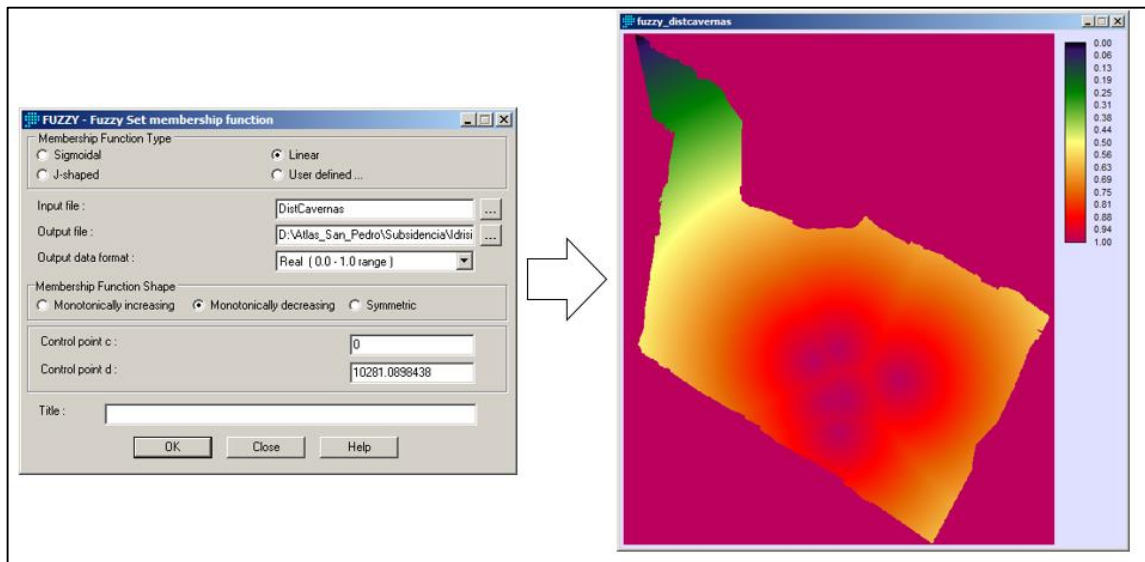 FUZZY - Fuzzy Set membership function
Membership Function Type
Sigmoidal
Linear
J-shaped
User defined ...
Input file :
DistCavernas
...
Output file :
D:\Atlas_San_Pedro\Subsidencia\Idrisi
...
Output data format :
Real ( 0.0 - 1.0 range )
Membership Function Shape
Monotonically increasing
Monotonically decreasing
Symmetric
Control point c :
0
Control point d :
10281.0898438
Title :
OK
Close
Help
fuzzy_distcavernas
0.00
0.06
0.13
0.19
0.25
0.31
0.38
0.44
0.50
0.56
0.63
0.69
0.75
0.81
0.88
0.94
1.00